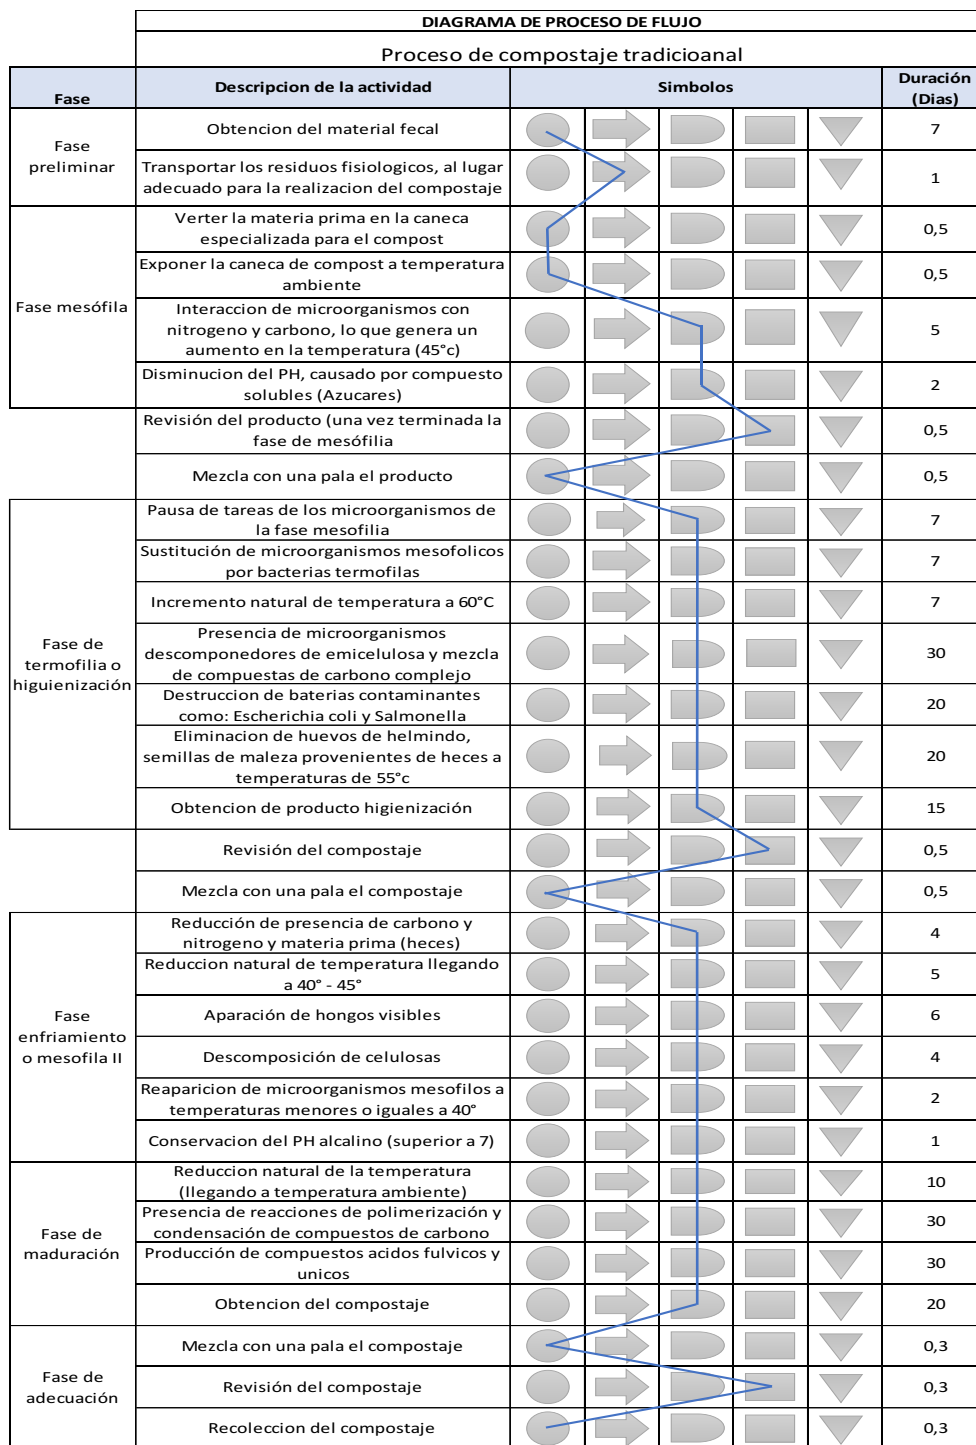 DIAGRAMA DE PROCESO DE FLUJO
Proceso de compostaje tradicioanal
Fase
Descripcion de la actividad
Simbolos
Duración
(Dias)
Fase
preliminar
Obtencion del material fecal
7
Transportar los residuos fisiologicos, al lugar
adecuado para la realizacion del compostaje
1
Fase mesófila
Verter la materia prima en la caneca
especializada para el compost
0,5
Exponer la caneca de compost a temperatura
ambiente
0,5
Interaccion de microorganismos con
nitrogeno y carbono, lo que genera un
aumento en la temperatura (45°c)
5
Disminucion del PH, causado por compuesto
solubles (Azucares)
2
Revisión del producto (una vez terminada la
fase de mesófilia
0,5
Mezcla con una pala el producto
0,5
Fase de
termofilia o
higuienización
Pausa de tareas de los microorganismos de
la fase mesofilia
7
Sustitución de microorganismos mesofolicos
por bacterias termofilas
7
Incremento natural de temperatura a 60°C
7
Presencia de microorganismos
descomponedores de emicelulosa y mezcla
de compuestas de carbono complejo
30
Destruccion de baterias contaminantes
como: Escherichia coli y Salmonella
20
Eliminacion de huevos de helmindo,
semillas de maleza provenientes de heces a
temperaturas de 55°c
20
Obtencion de producto higienización
15
Revisión del compostaje
0,5
Mezcla con una pala el compostaje
0,5
Fase
enfriamiento
o mesofila II
Reducción de presencia de carbono y
nitrogeno y materia prima (heces)
4
Reduccion natural de temperatura llegando
a 40° - 45°
5
Aparación de hongos visibles
6
Descomposición de celulosas
4
Reaparicion de microorganismos mesofilos a
temperaturas menores o iguales a 40°
2
Conservacion del PH alcalino (superior a 7)
1
Fase de
maduración
Reduccion natural de la temperatura
(llegando a temperatura ambiente)
10
Presencia de reacciones de polimerización y
condensación de compuestos de carbono
30
Producción de compuestos acidos fulvicos y
unicos
30
Obtencion del compostaje
20
Fase de
adecuación
Mezcla con una pala el compostaje
0,3
Revisión del compostaje
0,3
Recoleccion del compostaje
0,3